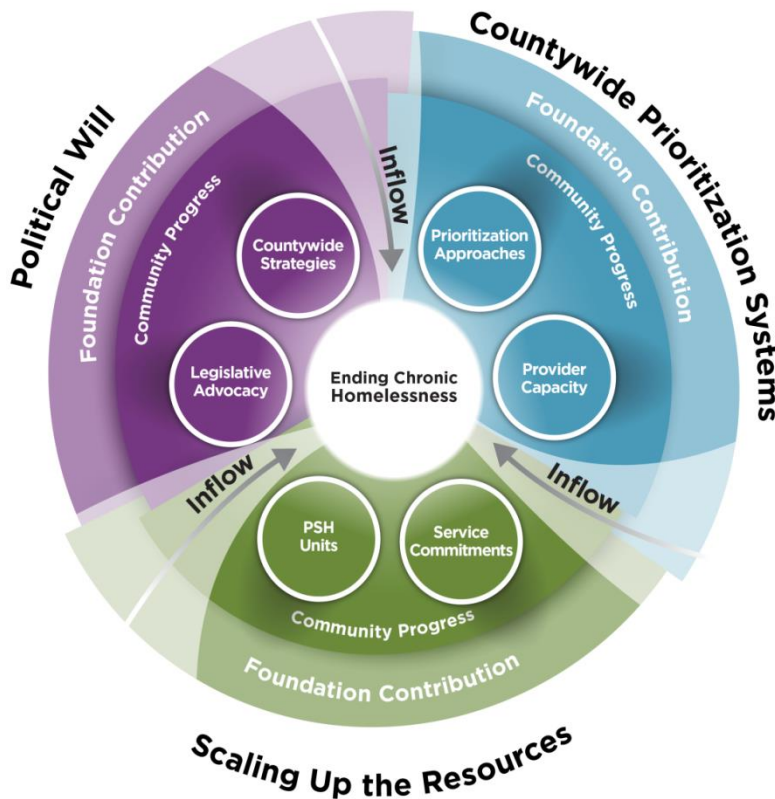 Political Will
Foundation Contribution
Community Progress
Countywide
Strategies
Legislative
Advocacy
Inflow
Countywide Prioritization Systems
Foundation Contribution
Community Progress
Prioritization
Approaches
Provider
Capacity
Ending Chronic
Homelessness
Inflow
Inflow
PSH
Units
Service
Commitments
Community Progress
Foundation Contribution
Scaling Up the Resources